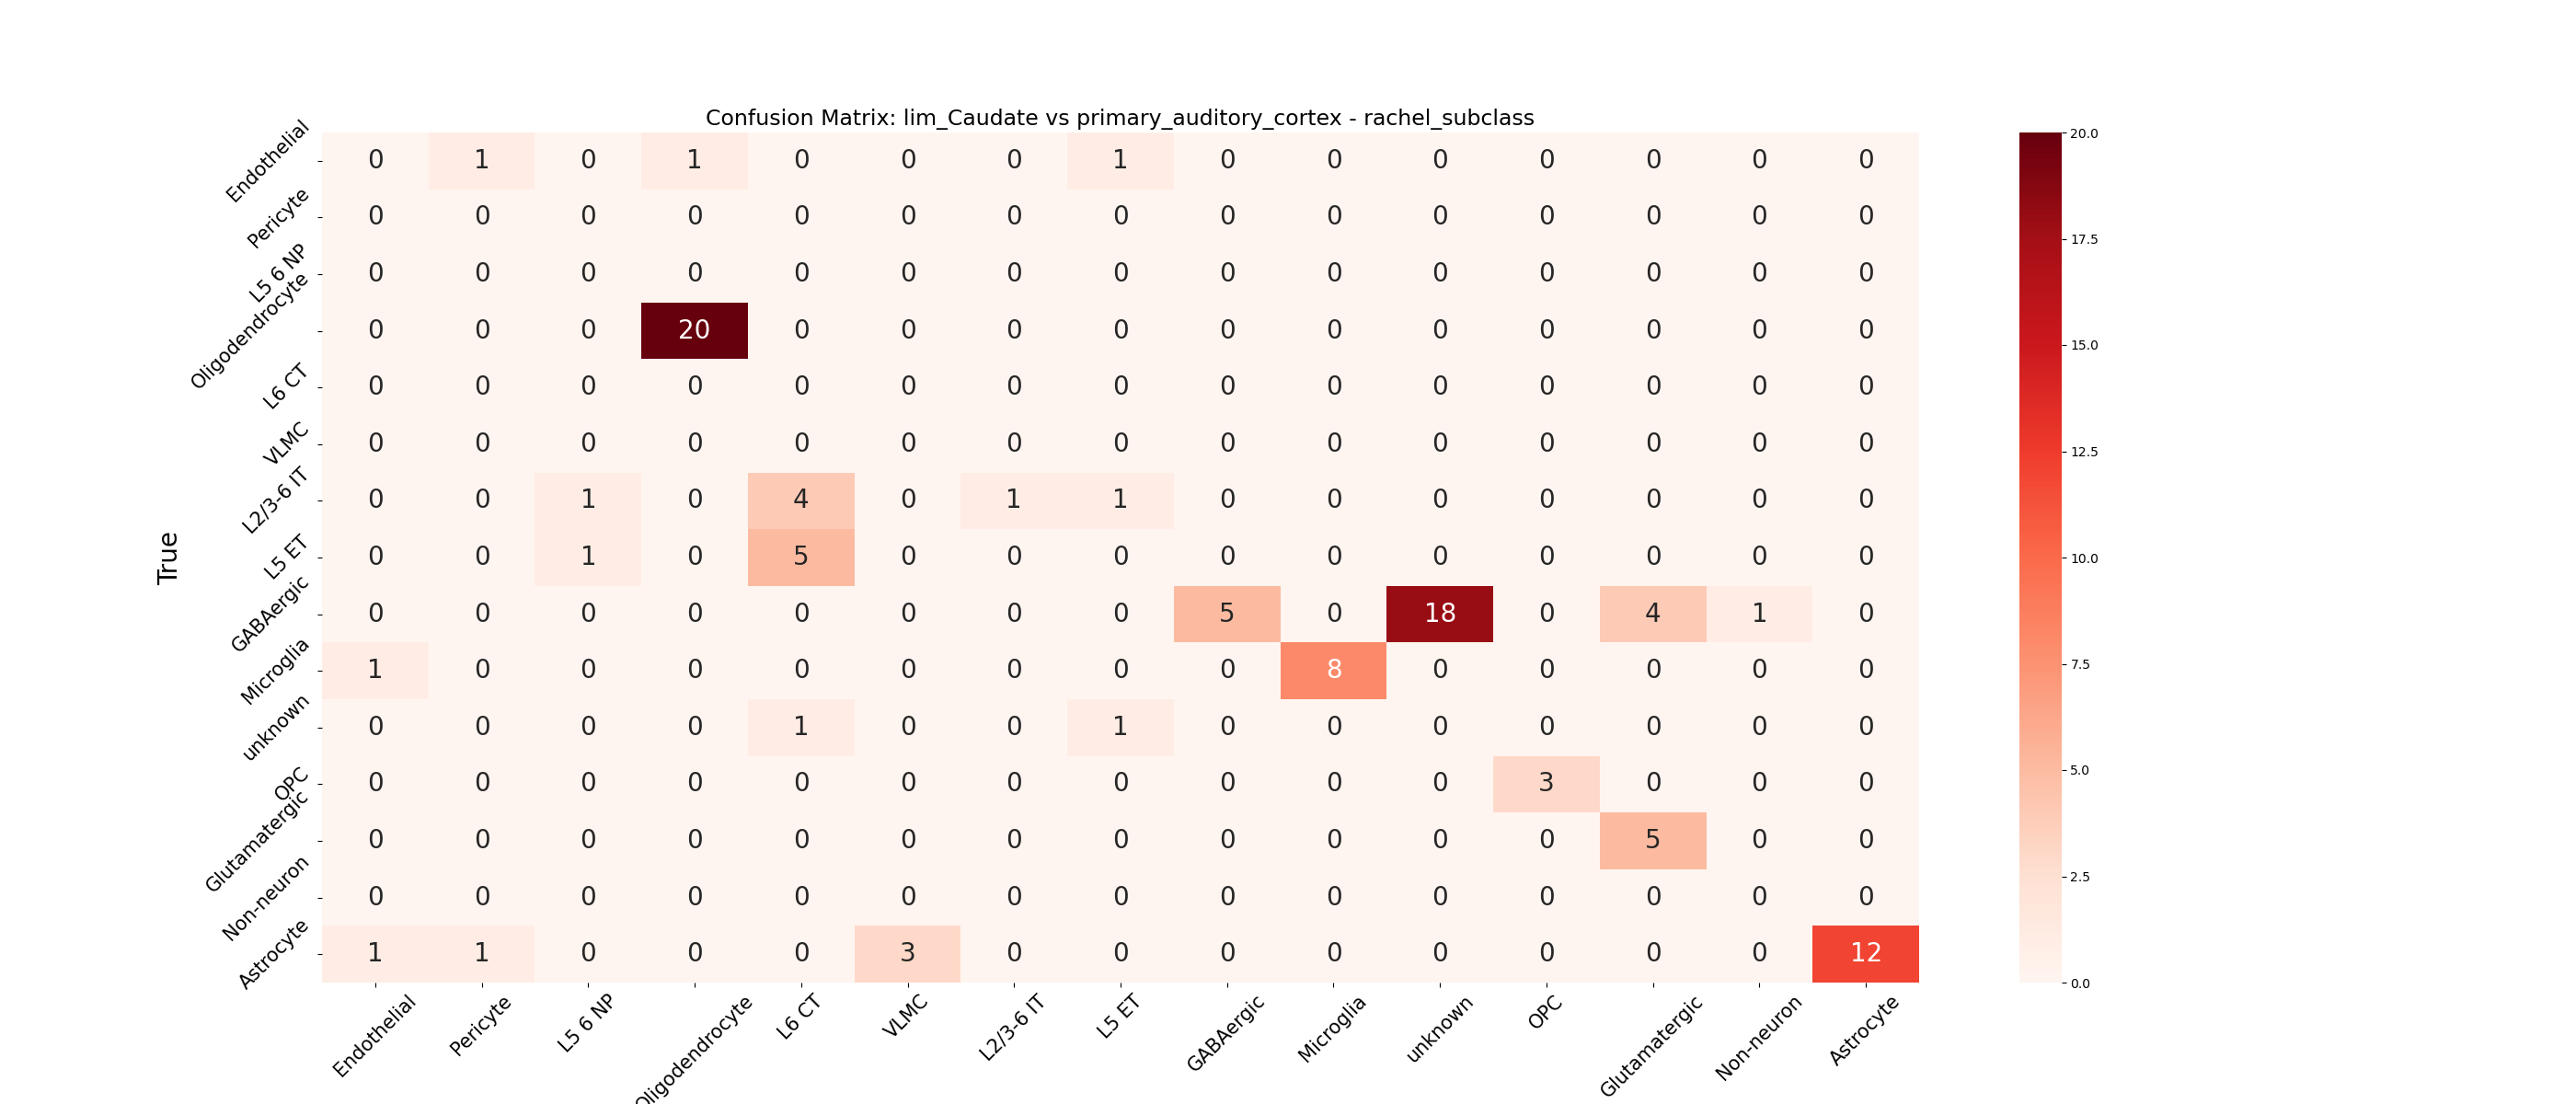 Confusion Matrix: lim_Caudate vs primary_auditory_cortex - rachel_subclass
True
Endothelial 0 1 0 1 0 0 0 1 0 0 0 0 0 0 0
Pericyte 0 0 0 0 0 0 0 0 0 0 0 0 0 0 0
L5 6 NP 0 0 0 0 0 0 0 0 0 0 0 0 0 0 0
Oligodendrocyte 0 0 0 20 0 0 0 0 0 0 0 0 0 0 0
L6 CT 0 0 0 0 0 0 0 0 0 0 0 0 0 0 0
VLMC 0 0 0 0 0 0 0 0 0 0 0 0 0 0 0
L2/3-6 IT 0 0 1 0 4 0 1 1 0 0 0 0 0 0 0
L5 ET 0 0 1 0 5 0 0 0 0 0 0 0 0 0 0
GABAergic 0 0 0 0 0 0 0 0 5 0 18 0 4 1 0
Microglia 1 0 0 0 0 0 0 0 0 8 0 0 0 0 0
unknown 0 0 0 0 1 0 0 1 0 0 0 0 0 0 0
OPC 0 0 0 0 0 0 0 0 0 0 0 3 0 0 0
Glutamatergic 0 0 0 0 0 0 0 0 0 0 0 0 5 0 0
Non-neuron 0 0 0 0 0 0 0 0 0 0 0 0 0 0 0
Astrocyte 1 1 0 0 0 3 0 0 0 0 0 0 0 0 12
Endothelial Pericyte L5 6 NP Oligodendrocyte L6 CT VLMC L2/3-6 IT L5 ET GABAergic Microglia unknown OPC Glutamatergic Non-neuron Astrocyte
20.0
17.5
15.0
12.5
10.0
7.5
5.0
2.5
0.0